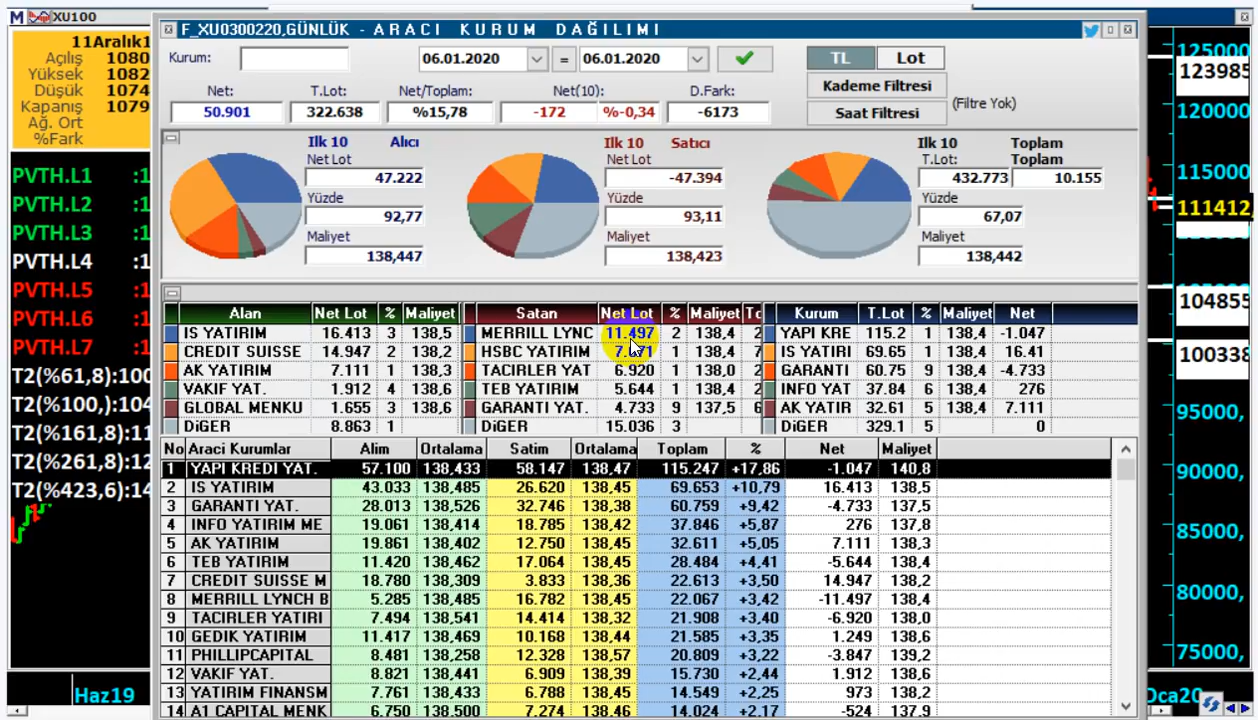 XU100
F_XU0300220,GÜNLÜK - ARACI KURUM DAĞILIMI
11Aralık1
Açılış 1080
Yüksek 1082
Düşük 1074
Kapanış 1079
Ağ. Ort
%Fark
PVTH.L1 :1
PVTH.L2 :1
PVTH.L3 :1
PVTH.L4 :1
PVTH.L5 :1
PVTH.L6 :1
PVTH.L7 :1
T2(%61,8):100
T2(%100,):104
T2(%161,8):11
T2(%261,8):12
T2(%423,6):14
Haz19
Kurum: 06.01.2020 = 06.01.2020 TL Lot
Kademe Filtresi
Saat Filtresi (Filtre Yok)
Net: T.Lot: Net/Toplam: Net(10): D.Fark:
50.901 322.638 %15,78 -172 %-0,34 -6173
Ilk 10 Alıcı
Net Lot
47.222
Yüzde
92,77
Maliyet
138,447
Ilk 10 Satıcı
Net Lot
-47.394
Yüzde
93,11
Maliyet
138,423
Ilk 10 Toplam
T.Lot: Toplam
432.773 10.155
Yüzde
67,07
Maliyet
138,442
Alan Net Lot % Maliyet
IS YATIRIM 16.413 3 138,5
CREDIT SUISSE 14.947 2 138,2
AK YATIRIM 7.111 1 138,3
VAKIF YAT. 1.912 4 138,6
GLOBAL MENKU 1.655 3 138,6
DiGER 8.863 1
Satan Net Lot % Maliyet
MERRILL LYNC 11.497 2 138,4 2
HSBC YATIRIM 1 138,4 7
TACIRLER YAT 6.920 1 138,0 2
TEB YATIRIM 5.644 1 138,4 2
GARANTI YAT. 4.733 9 137,5 6
DiGER 15.036 3
Kurum T.Lot % Maliyet Net
YAPI KRE 115.2 1 138,4 -1.047
IS YATIRI 69.65 1 138,4 16.41
GARANTI 60.75 9 138,4 -4.733
INFO YAT 37.84 6 138,4 276
AK YATIR 32.61 5 138,4 7.111
DiGER 329.1 5 0
No Araci Kurumlar Alim Ortalama Satim Ortalama Toplam % Net Maliyet
1 YAPI KREDI YAT. 57.100 138,433 58.147 138,47 115.247 +17,86 -1.047 140,8
2 IS YATIRIM 43.033 138,485 26.620 138,45 69.653 +10,79 16.413 138,5
3 GARANTI YAT. 28.013 138,526 32.746 138,38 60.759 +9,42 -4.733 137,5
4 INFO YATIRIM ME 19.061 138,414 18.785 138,42 37.846 +5,87 276 137,8
5 AK YATIRIM 19.861 138,402 12.750 138,45 32.611 +5,05 7.111 138,3
6 TEB YATIRIM 11.420 138,462 17.064 138,45 28.484 +4,41 -5.644 138,4
7 CREDIT SUISSE M 18.780 138,309 3.833 138,36 22.613 +3,50 14.947 138,2
8 MERRILL LYNCH B 5.285 138,485 16.782 138,45 22.067 +3,42 -11.497 138,4
9 TACIRLER YATIRI 7.494 138,541 14.414 138,32 21.908 +3,40 -6.920 138,0
10 GEDIK YATIRIM 11.417 138,469 10.168 138,44 21.585 +3,35 1.249 138,6
11 PHILLIPCAPITAL 8.481 138,258 12.328 138,57 20.809 +3,22 -3.847 139,2
12 VAKIF YAT. 8.821 138,441 6.909 138,39 15.730 +2,44 1.912 138,6
13 YATIRIM FINANSM 7.761 138,433 6.788 138,45 14.549 +2,25 973 138,2
14 A1 CAPITAL MENK 6.750 138,500 7.274 138,46 14.024 +2,17 -524 137,9
125000
123985
120000
115000
111412
104855
100338
95000,
90000,
85000,
80000,
75000,
Oca20